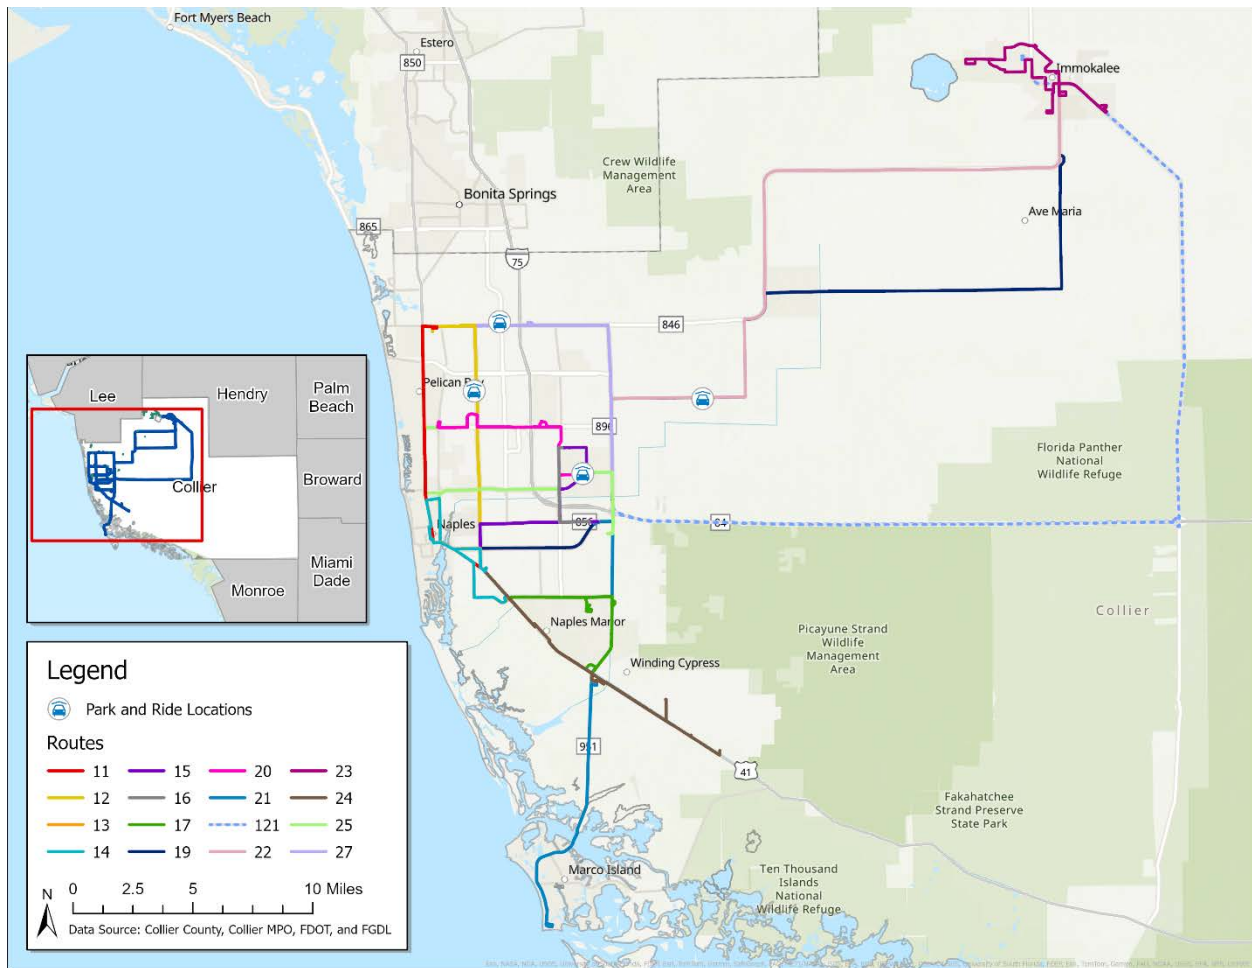 Fort Myers Beach
Estero
850
Immokalee
Crew Wildlife
Management
Area
Bonita Springs
865
Ave Maria
75
846
Pelican Bay
896
Florida Panther
National
Wildlife Refuge
Naples
856
84
Collier
Naples Manor
Picayune Strand
Wildlife
Management
Area
Winding Cypress
951
41
Fakahatchee
Strand Preserve
State Park
Marco Island
Ten Thousand
Islands
National
Wildlife Refuge
Lee
Hendry
Palm
Beach
Broward
Collier
Miami
Dade
Monroe
Legend
Park and Ride Locations
Routes
11 15 20 23
12 16 21 24
13 17 121 25
14 19 22 27
N
0 2.5 5 10 Miles
Data Source: Collier County, Collier MPO, FDOT, and FGDL